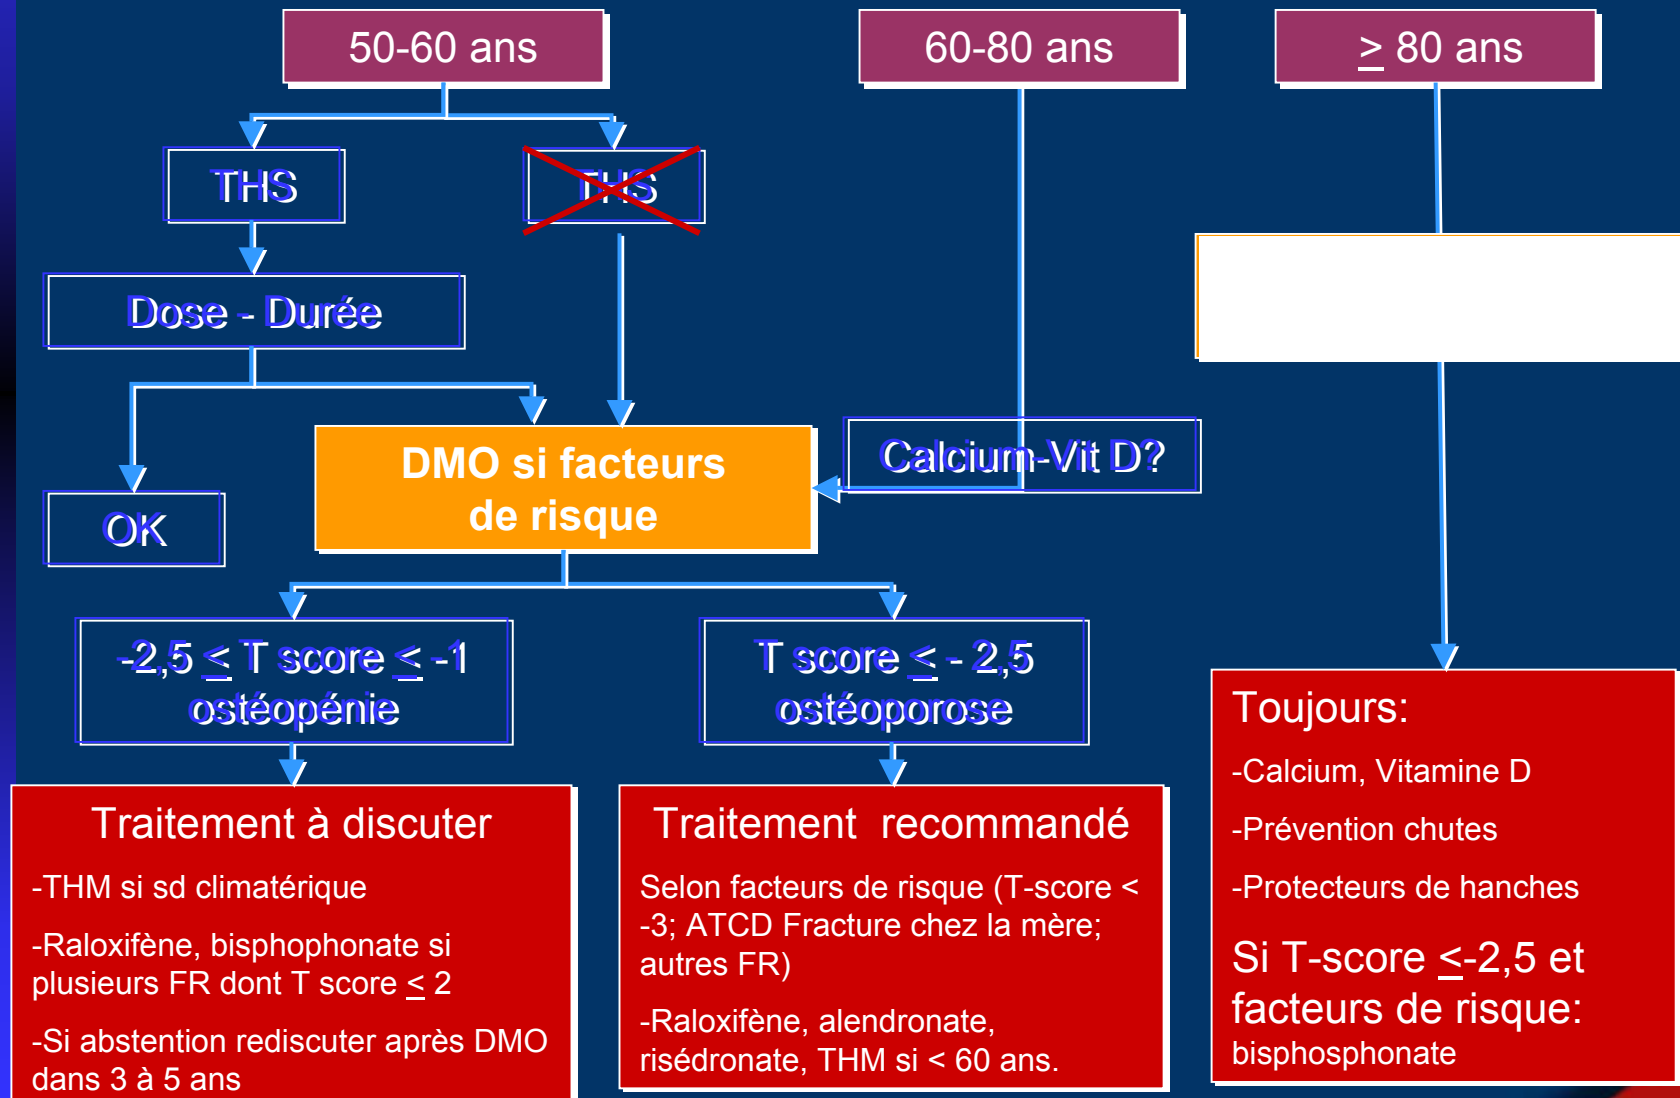 50-60 ans
60-80 ans
≥ 80 ans
THS
THS
Dose - Durée
Calcium-Vit D?
DMO si facteurs
de risque
OK
-2,5 ≤ T score ≤ -1
ostéopénie
T score ≤ - 2,5
ostéoporose
Traitement à discuter
-THM si sd climatérique
-Raloxifène, bisphophonate si
plusieurs FR dont T score ≤ 2
-Si abstention rediscuter après DMO
dans 3 à 5 ans
Traitement recommandé
Selon facteurs de risque (T-score <
-3; ATCD Fracture chez la mère;
autres FR)
-Raloxifène, alendronate,
risédronate, THM si < 60 ans.
Toujours:
-Calcium, Vitamine D
-Prévention chutes
-Protecteurs de hanches
Si T-score ≤-2,5 et
facteurs de risque:
bisphosphonate